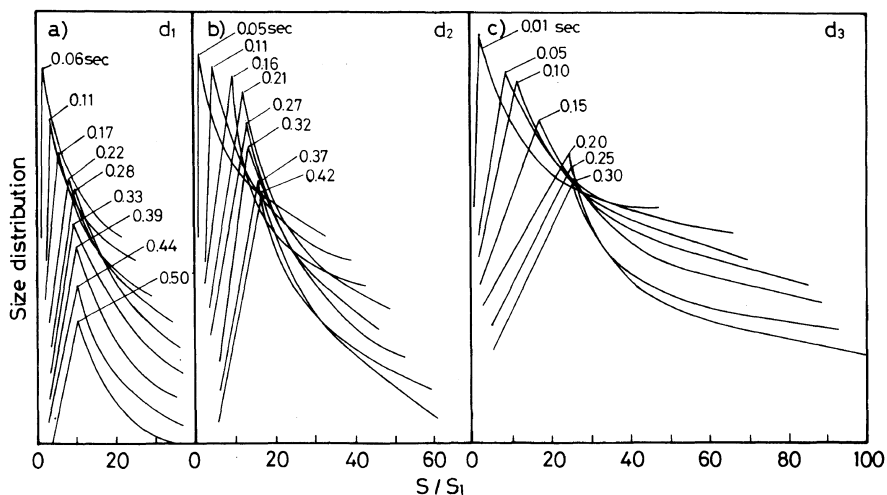 a) d₁
b) d₂
c) d₃
0.06sec
0.11
0.17
0.22
0.28
0.33
0.39
0.44
0.50
0.05sec
0.11
0.16
0.21
0.27
0.32
0.37
0.42
0.01 sec
0.05
0.10
0.15
0.20
0.25
0.30
Size distribution
0 20 0 20 40 60 0 20 40 60 80 100
S / S₁